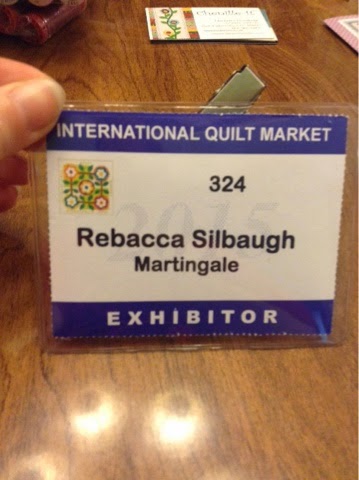 INTERNATIONAL QUILT MARKET
324
2015
Rebacca Silbaugh
Martingale
EXHIBITOR